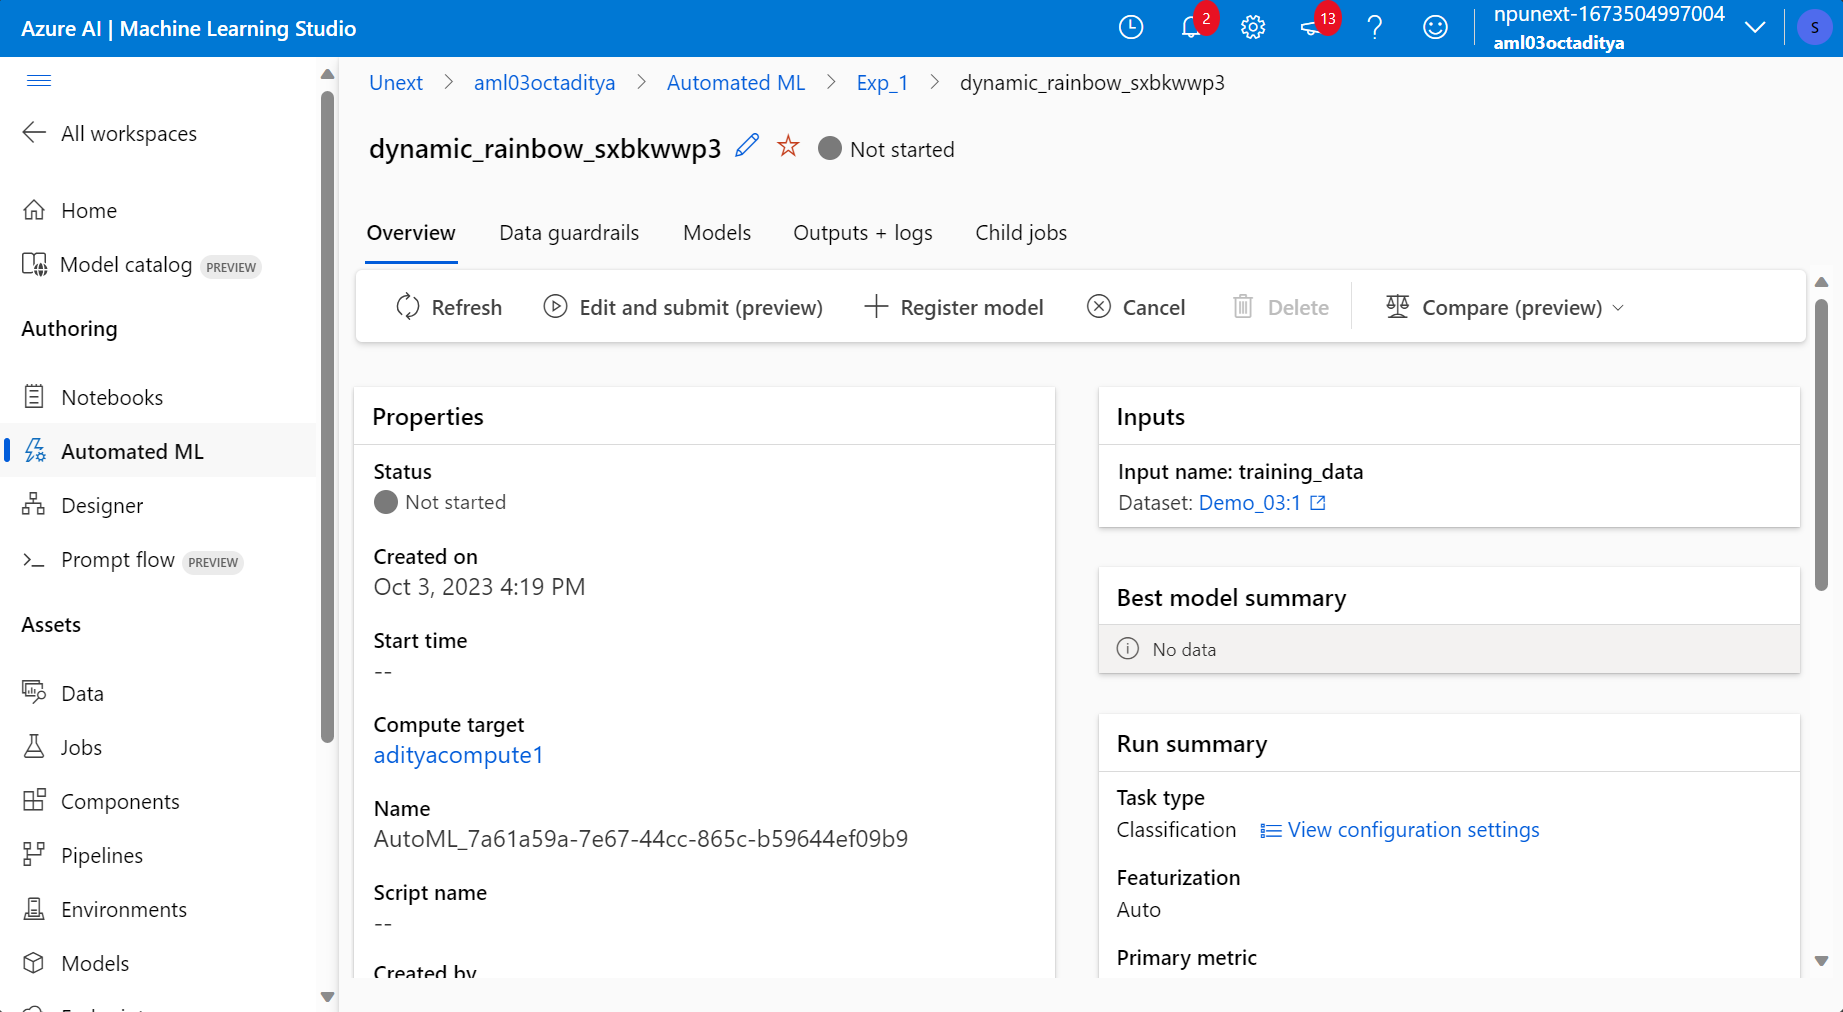 Azure AI | Machine Learning Studio
2
13
npunext-1673504997004
aml03octaditya
S
All workspaces
Home
Model catalog PREVIEW
Authoring
Notebooks
Automated ML
Designer
Prompt flow PREVIEW
Assets
Data
Jobs
Components
Pipelines
Environments
Models
Unext > aml03octaditya > Automated ML > Exp_1 > dynamic_rainbow_sxbkwwp3
dynamic_rainbow_sxbkwwp3 Not started
Overview Data guardrails Models Outputs + logs Child jobs
Refresh Edit and submit (preview) Register model Cancel Delete Compare (preview)
Properties
Status
Not started
Created on
Oct 3, 2023 4:19 PM
Start time
--
Compute target
adityacompute1
Name
AutoML_7a61a59a-7e67-44cc-865c-b59644ef09b9
Script name
--
Created by
Inputs
Input name: training_data
Dataset: Demo_03:1
Best model summary
No data
Run summary
Task type
Classification View configuration settings
Featurization
Auto
Primary metric